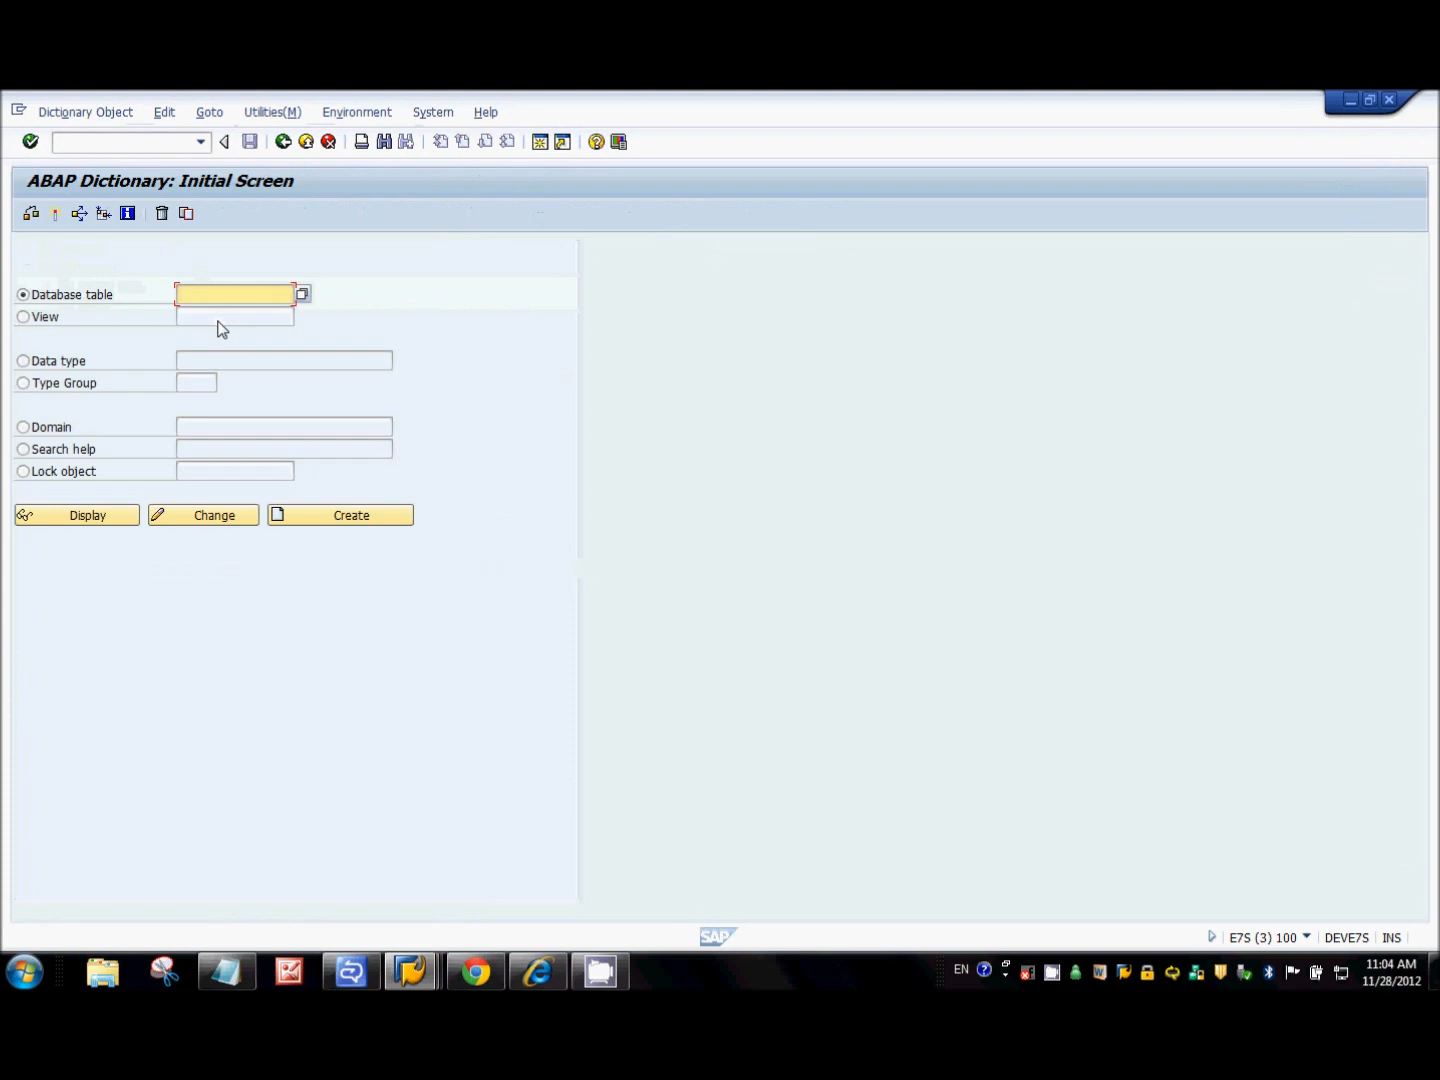 Dictionary Object Edit Goto Utilities(M) Environment System Help
ABAP Dictionary: Initial Screen
Database table
View
Data type
Type Group
Domain
Search help
Lock object
Display Change Create
SAP
E7S (3) 100 DEVE7S INS
EN
11:04 AM
11/28/2012